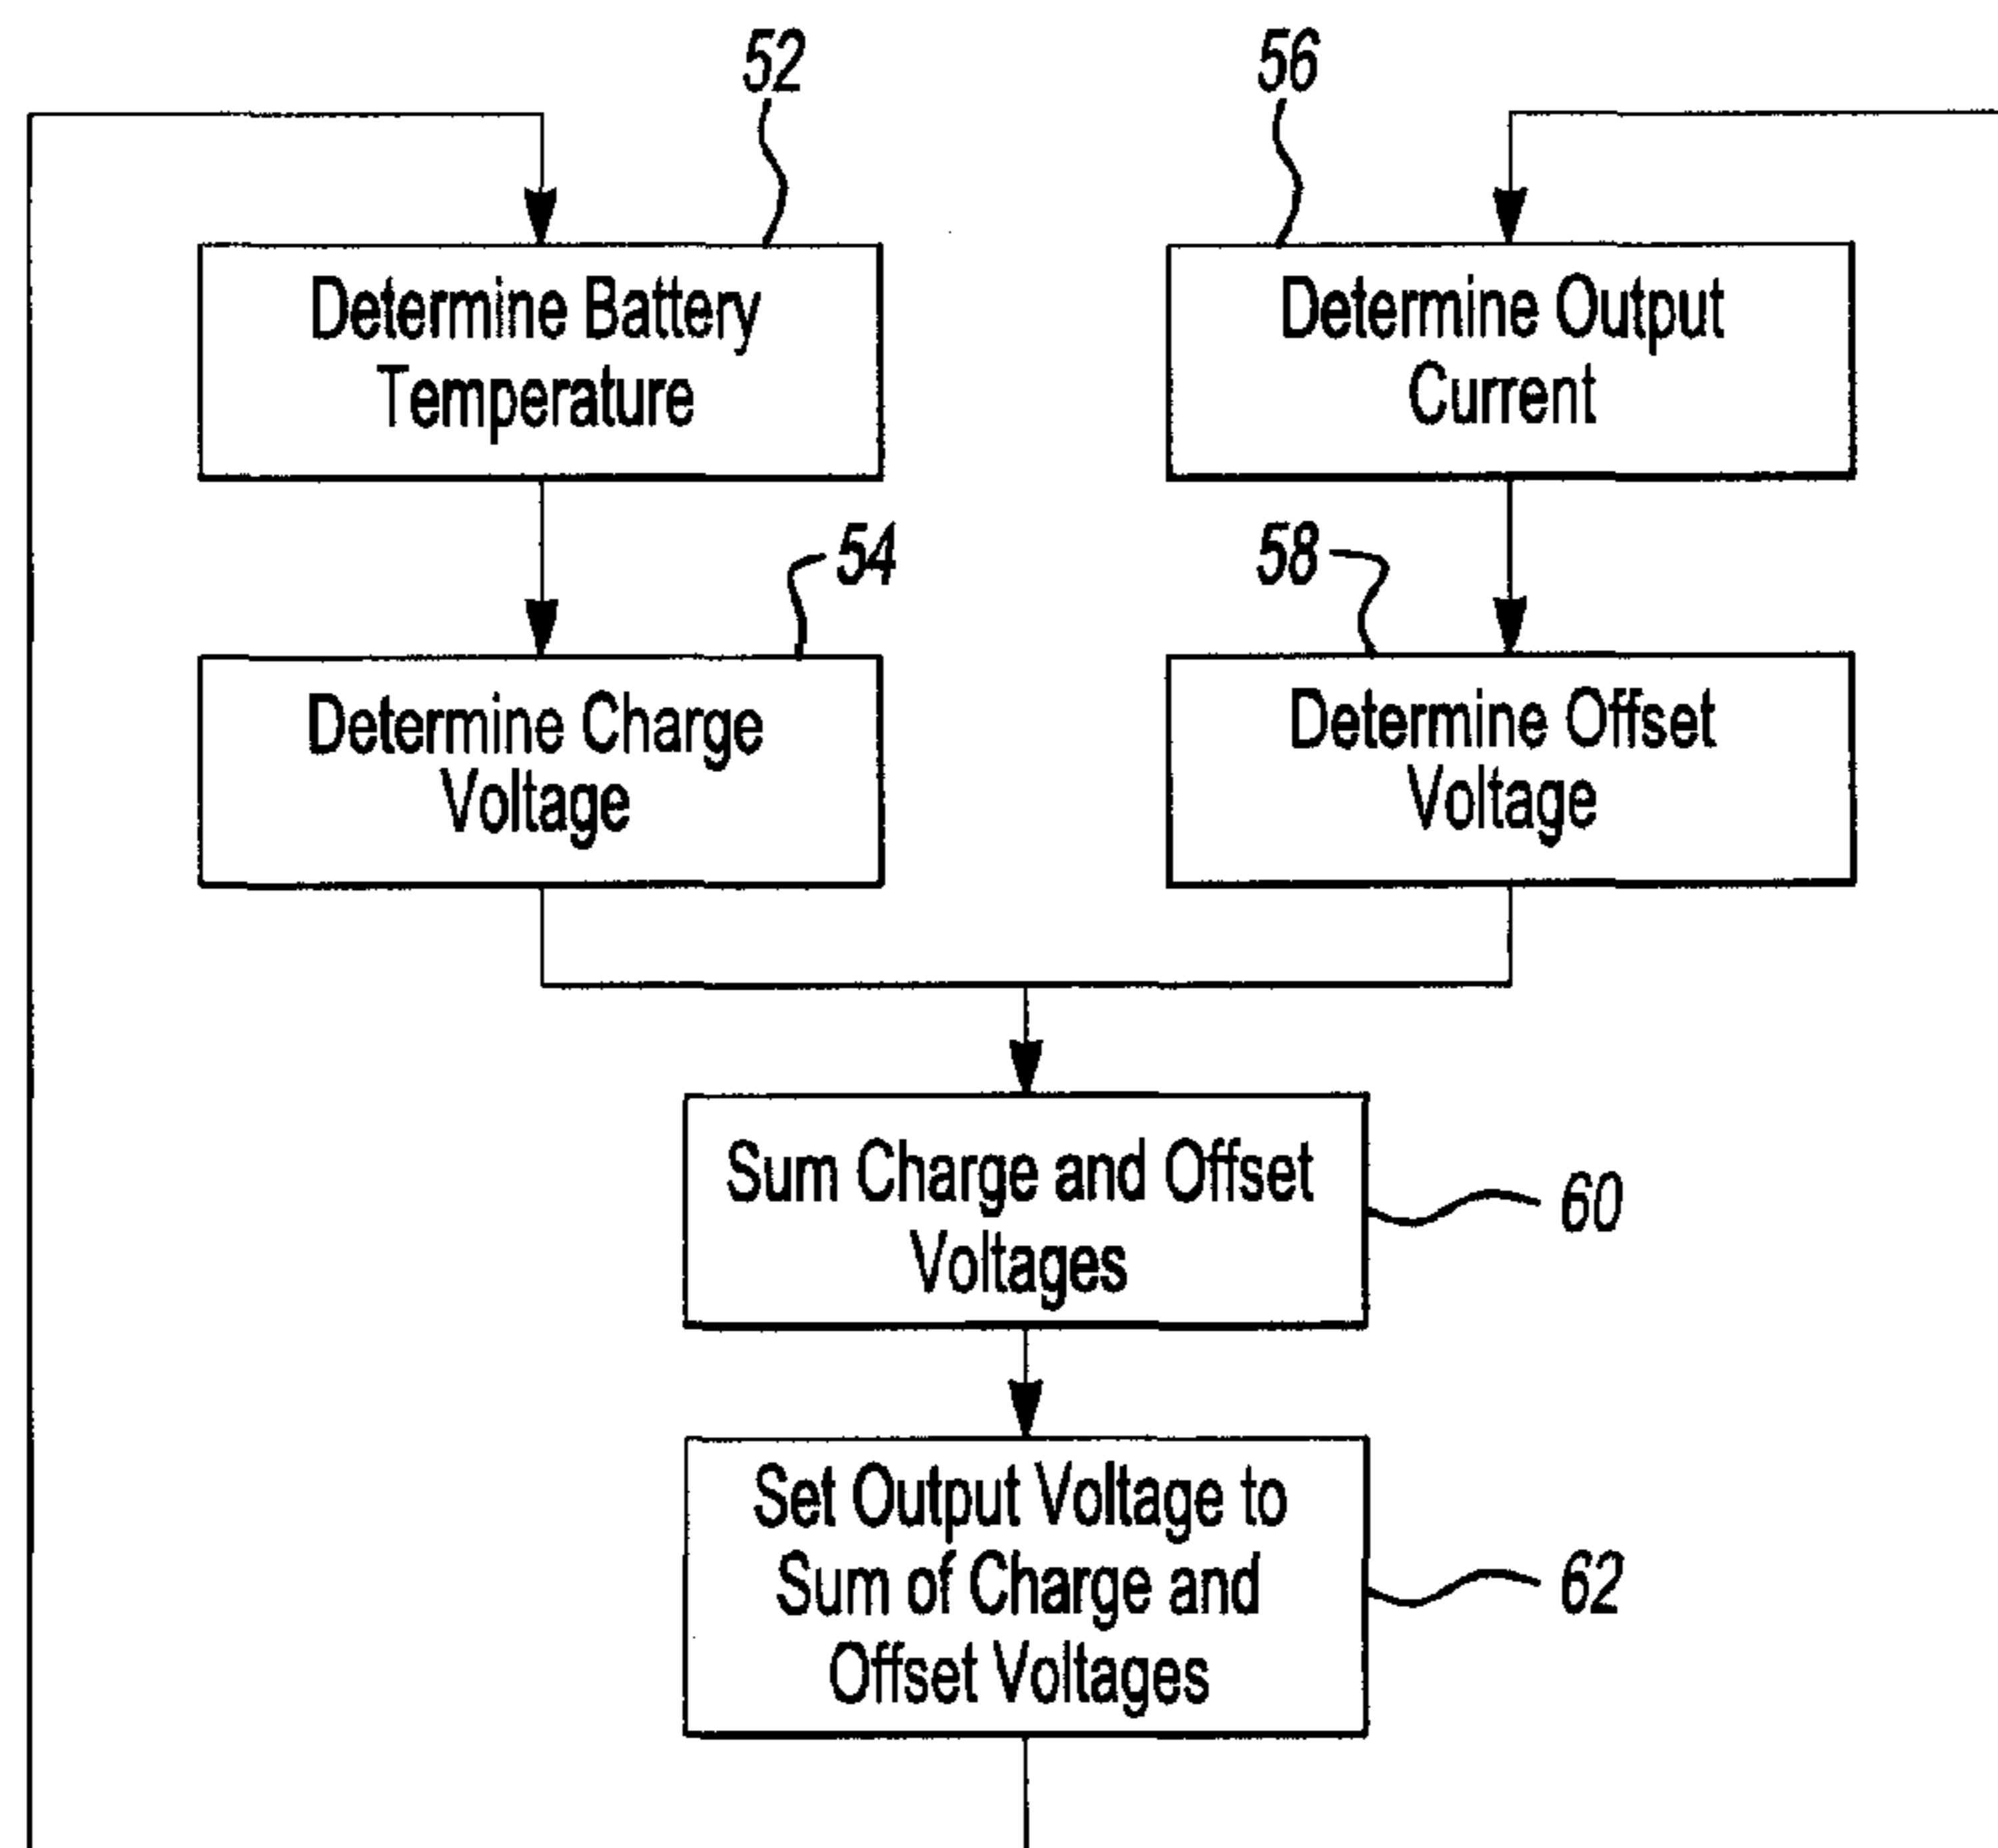 52
56
Determine Battery
Temperature
Determine Output
Current
54
58
Determine Charge
Voltage
Determine Offset
Voltage
Sum Charge and Offset
Voltages
60
Set Output Voltage to
Sum of Charge and
Offset Voltages
62